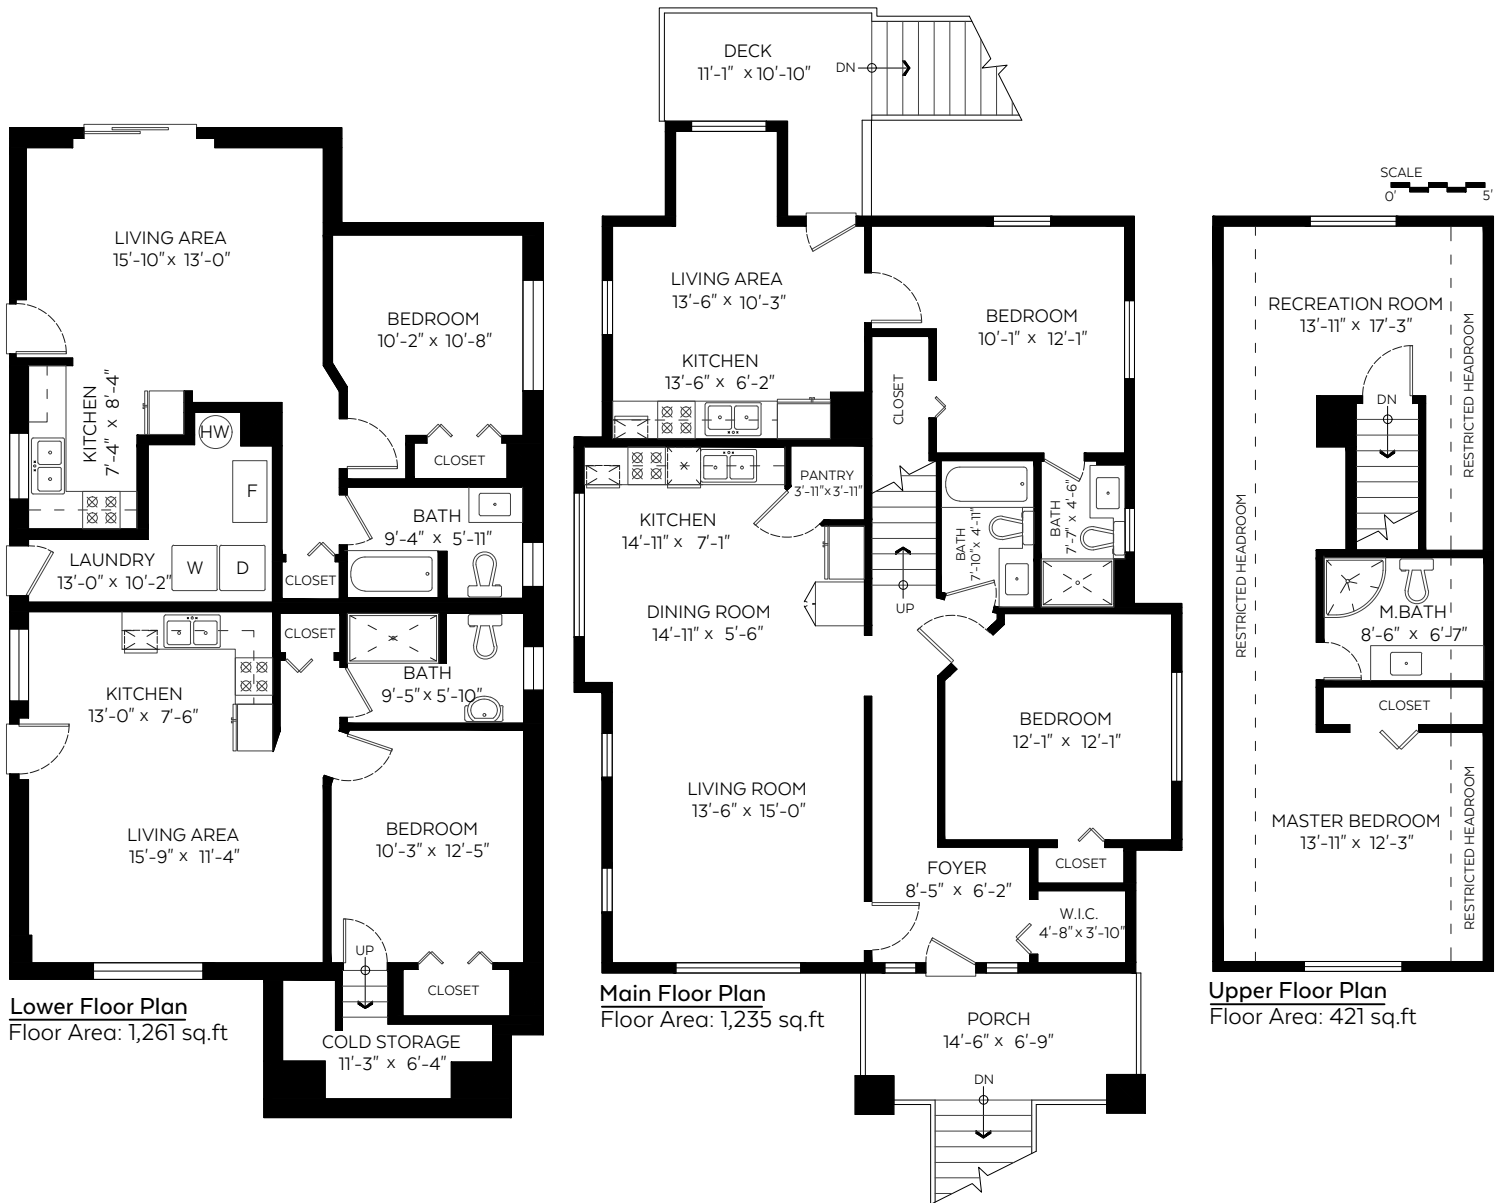 LIVING AREA
15'-10" x 13'-0"
BEDROOM
10'-2" x 10'-8"
KITCHEN
7'-4" x 8'-4"
HW
F
CLOSET
BATH
9'-4" x 5'-11"
LAUNDRY
13'-0" x 10'-2"
W
D
CLOSET
CLOSET
KITCHEN
13'-0" x 7'-6"
BATH
9'-5" x 5'-10"
LIVING AREA
15'-9" x 11'-4"
BEDROOM
10'-3" x 12'-5"
UP
CLOSET
COLD STORAGE
11'-3" x 6'-4"
Lower Floor Plan
Floor Area: 1,261 sq.ft
DECK
11'-1" x 10'-10"
DN
LIVING AREA
13'-6" x 10'-3"
BEDROOM
10'-1" x 12'-1"
KITCHEN
13'-6" x 6'-2"
CLOSET
PANTRY
3'-11" x 3'-11"
KITCHEN
14'-11" x 7'-1"
BATH
7'-10" x 4'-11"
BATH
7'-7" x 4'-6"
UP
DINING ROOM
14'-11" x 5'-6"
BEDROOM
12'-1" x 12'-1"
LIVING ROOM
13'-6" x 15'-0"
CLOSET
FOYER
8'-5" x 6'-2"
W.I.C.
4'-8" x 3'-10"
Main Floor Plan
Floor Area: 1,235 sq.ft
PORCH
14'-6" x 6'-9"
DN
SCALE
0'
5'
RECREATION ROOM
13'-11" x 17'-3"
RESTRICTED HEADROOM
DN
RESTRICTED HEADROOM
M.BATH
8'-6" x 6'-7"
CLOSET
MASTER BEDROOM
13'-11" x 12'-3"
RESTRICTED HEADROOM
Upper Floor Plan
Floor Area: 421 sq.ft